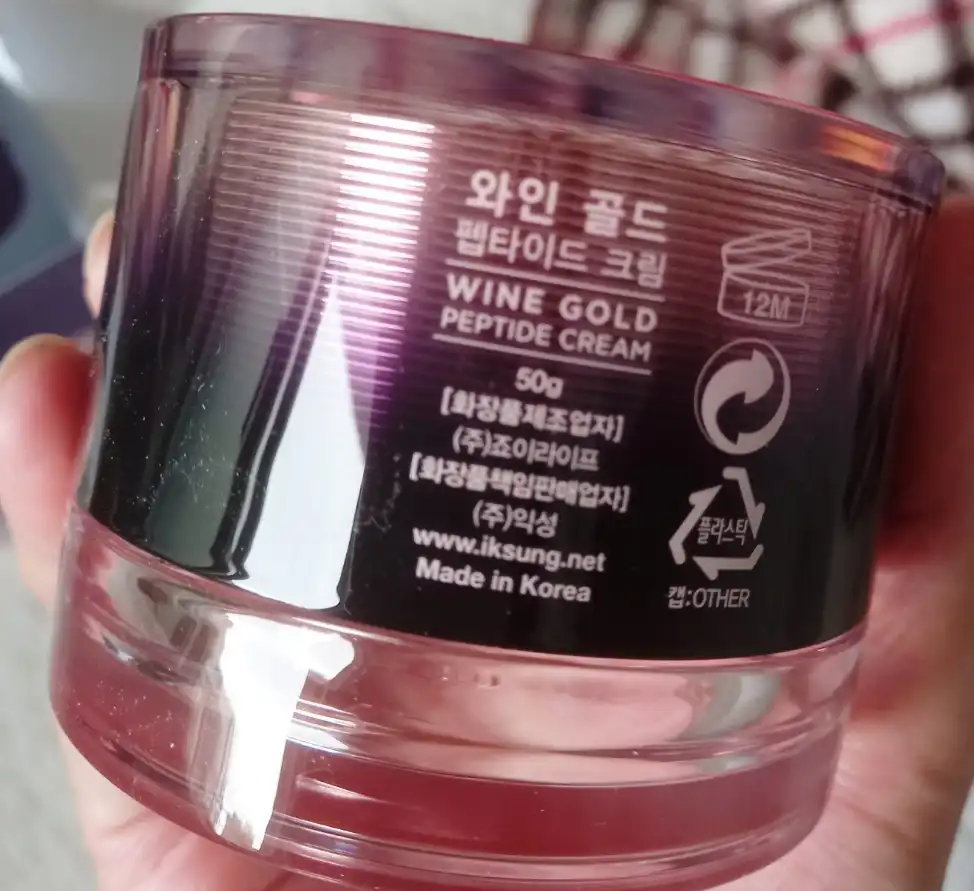 와인 골드
펩타이드 크림
WINE GOLD
PEPTIDE CREAM
50g
[화장품제조업자]
(주)죠이라이프
[화장품책임판매업자]
(주)익성
www.iksung.net
Made in Korea
12M
플라스틱
캡:OTHER